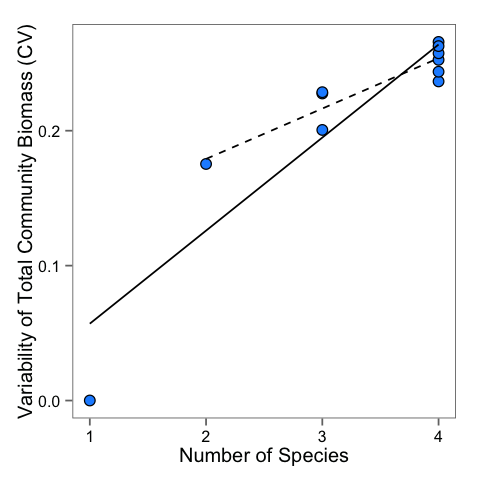 Variability of Total Community Biomass (CV)
0.2
0.1
0.0
1 2 3 4
Number of Species